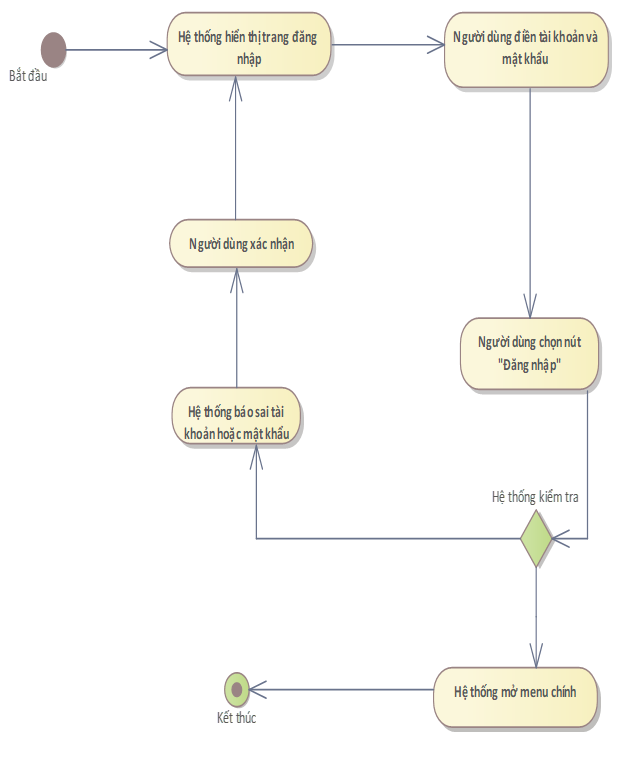 Hệ thống hiển thị trang đăng
nhập
Người dùng điền tài khoản và
mật khẩu
Bắt đầu
Người dùng xác nhận
Người dùng chọn nút
"Đăng nhập"
Hệ thống báo sai tài
khoản hoặc mật khẩu
Hệ thống kiểm tra
Hệ thống mở menu chính
Kết thúc